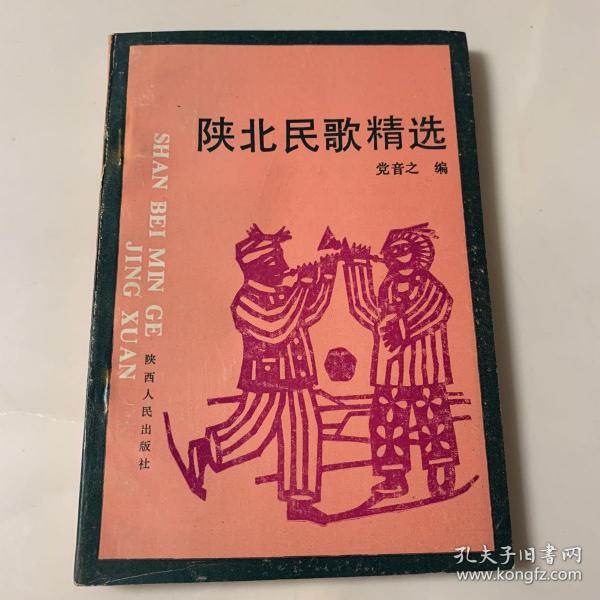 陕北民歌精选
党音之 编
SHAN BEI MIN GE
JING XUAN
陕西人民出版社
孔夫子旧書网
www.kongfz.com